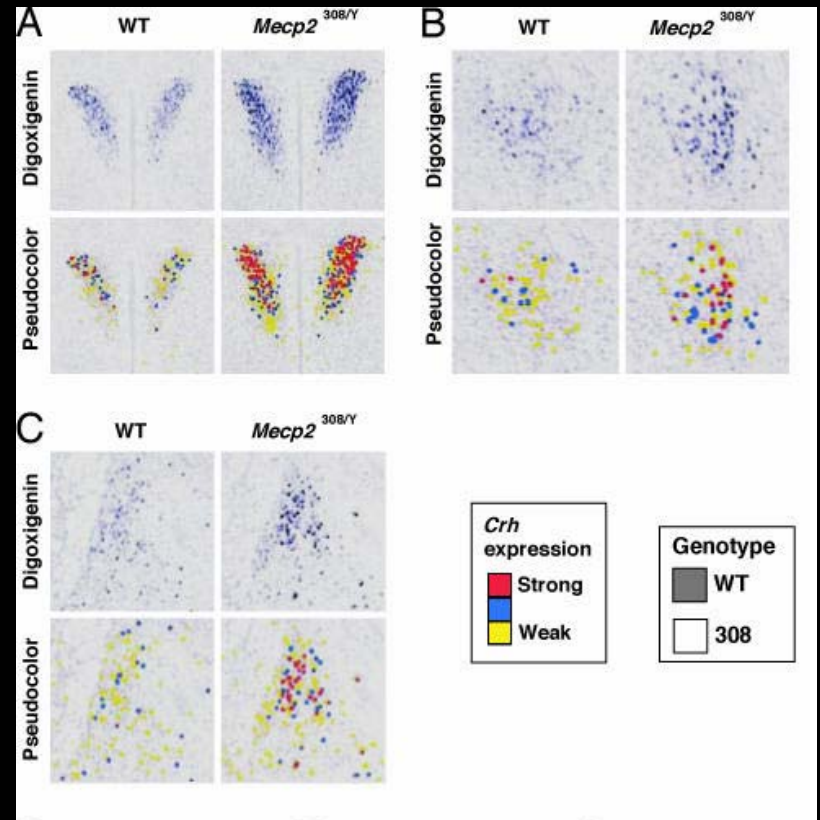 A
WT
Mecp2 308/Y
Digoxigenin
Pseudocolor
B
WT
Mecp2 308/Y
Digoxigenin
Pseudocolor
C
WT
Mecp2 308/Y
Digoxigenin
Pseudocolor
Crh
expression
Strong
Weak
Genotype
WT
308